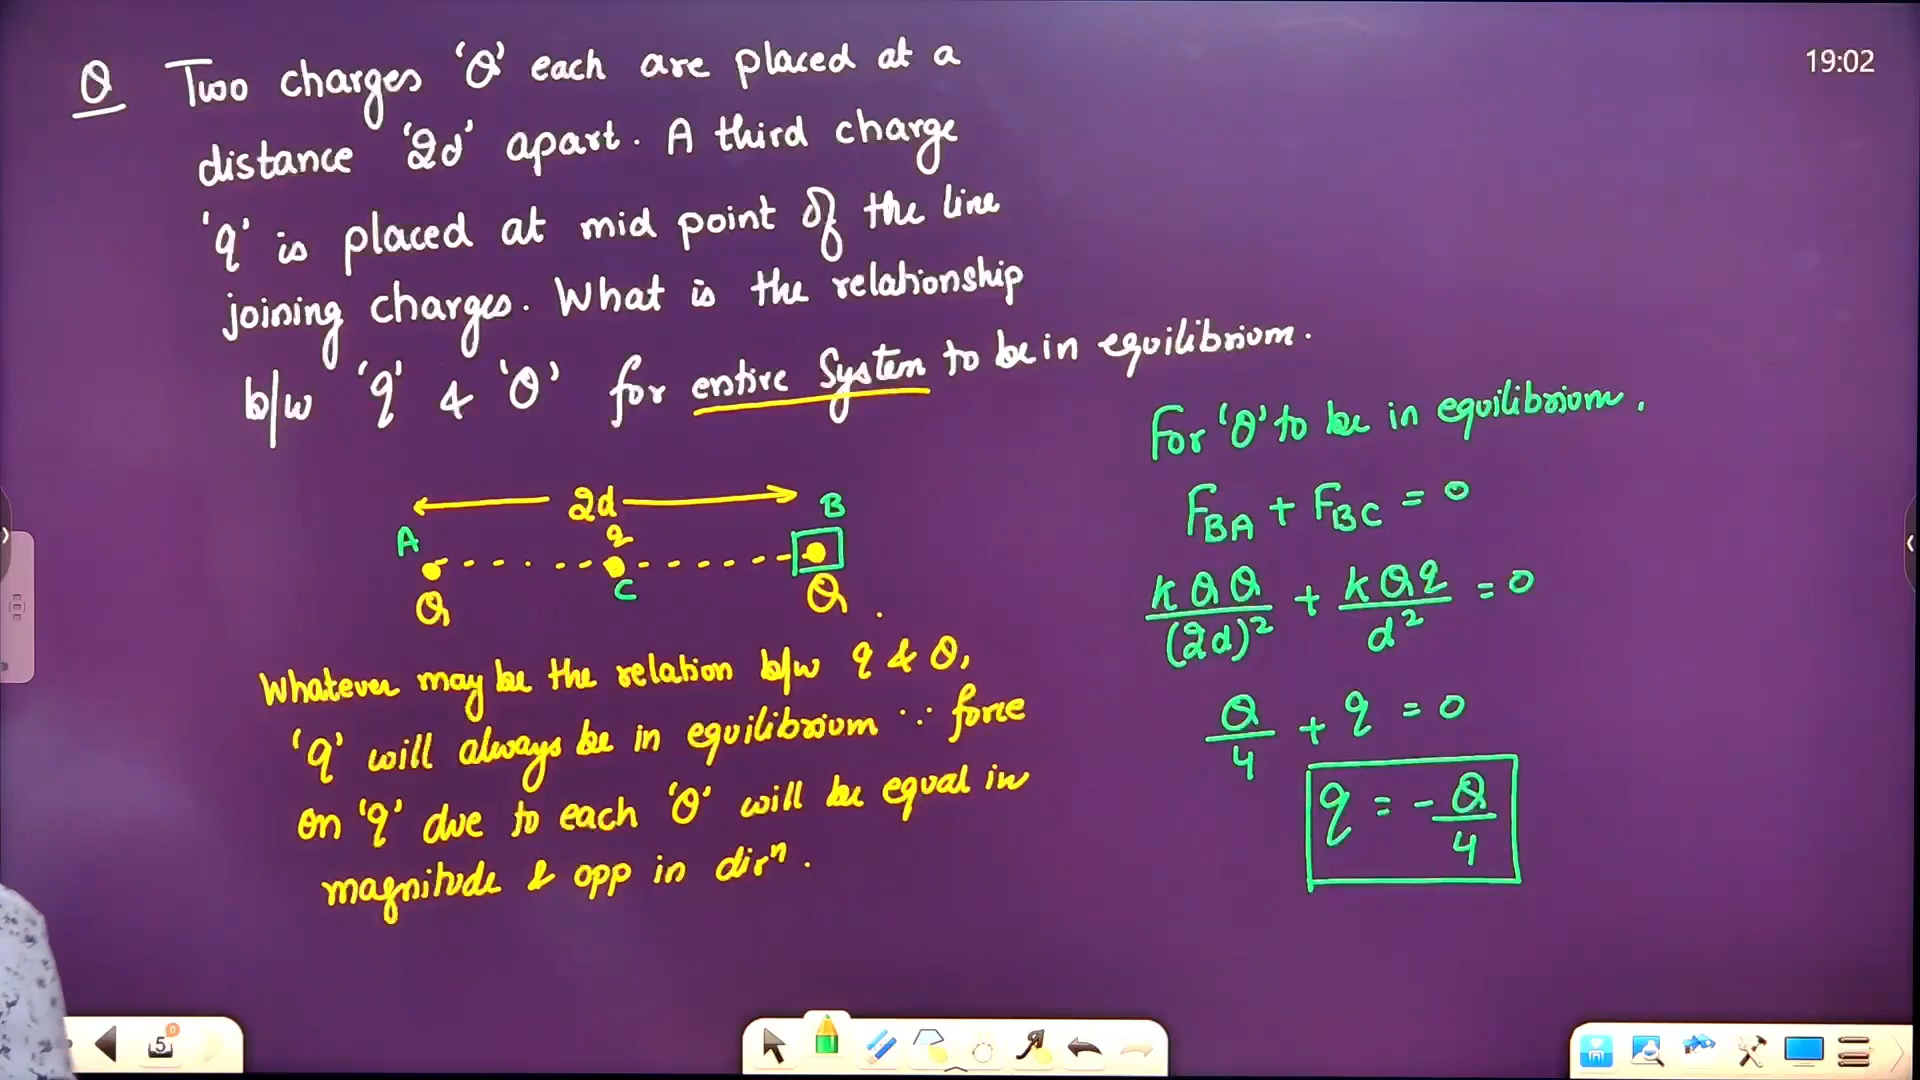 19:02
Q Two charges 'Q' each are placed at a
distance '2d' apart. A third charge
'q' is placed at mid point of the line
joining charges. What is the relationship
b/w 'q' & 'Q' for entire System to be in equilibrium.
2d
A q B
C
Q Q
Whatever may be the relation b/w q & Q,
'q' will always be in equilibrium ∵ force
on 'q' due to each 'Q' will be equal in
magnitude & opp in dirⁿ.
For 'Q' to be in equilibrium.
F_BA + F_BC = 0
kQQ/(2d)² + kQq/d² = 0
Q/4 + q = 0
q = -Q/4
5
0